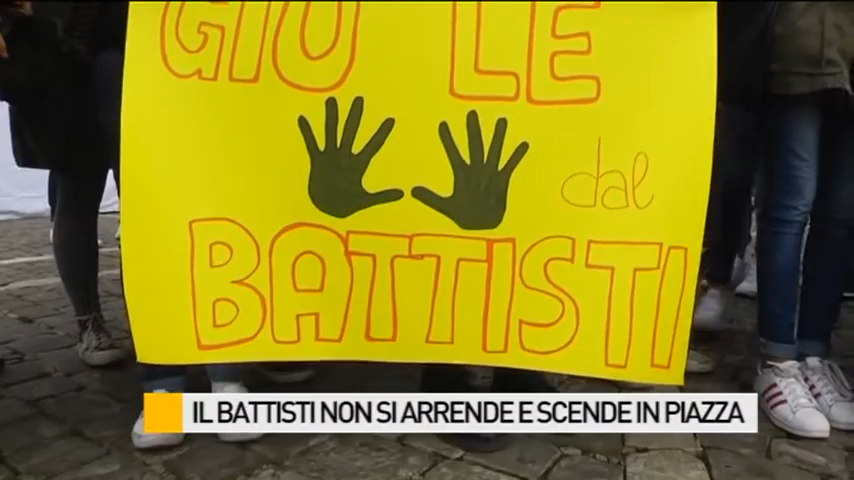 GIÙ LE
dal
BATTISTI
IL BATTISTI NON SI ARRENDE E SCENDE IN PIAZZA